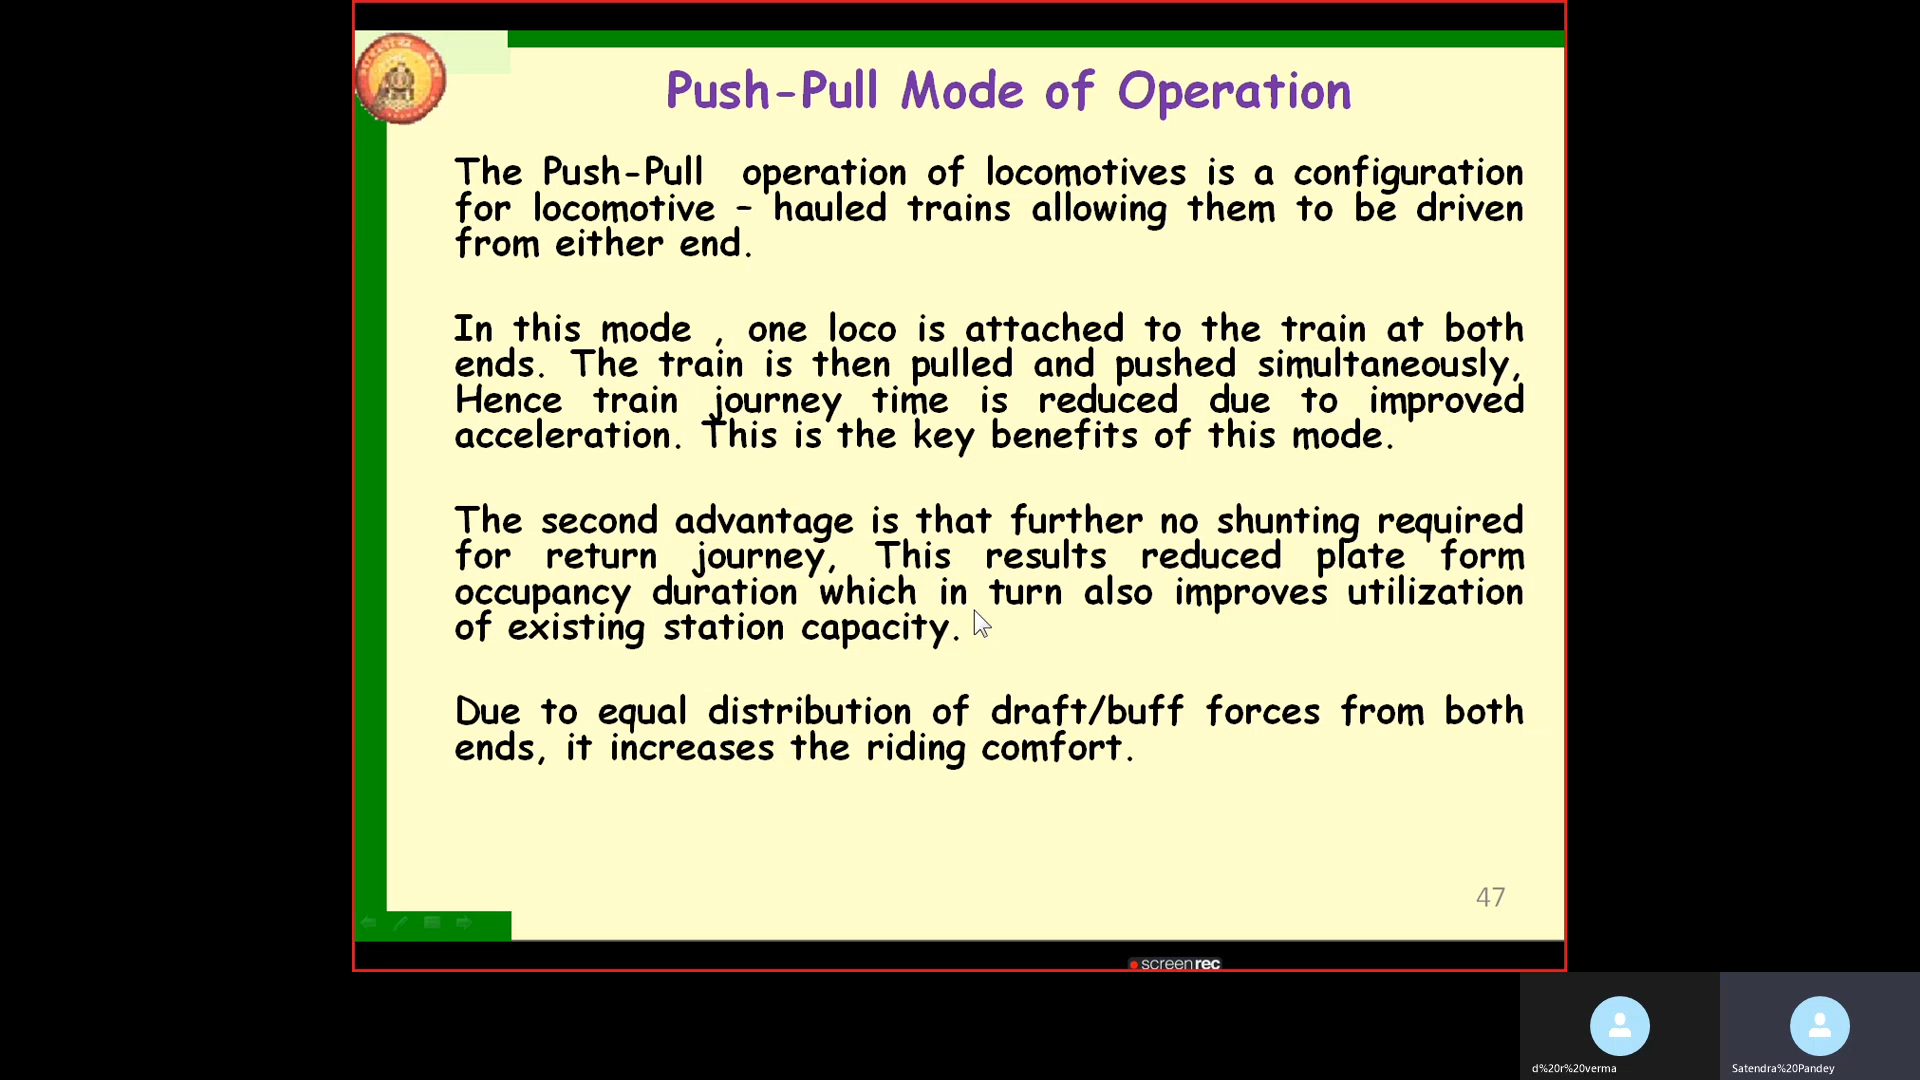 Push-Pull Mode of Operation
The Push-Pull operation of locomotives is a configuration
for locomotive - hauled trains allowing them to be driven
from either end.
In this mode , one loco is attached to the train at both
ends. The train is then pulled and pushed simultaneously,
Hence train journey time is reduced due to improved
acceleration. This is the key benefits of this mode.
The second advantage is that further no shunting required
for return journey, This results reduced plate form
occupancy duration which in turn also improves utilization
of existing station capacity.
Due to equal distribution of draft/buff forces from both
ends, it increases the riding comfort.
47
screenrec
d%20r%20verma
Satendra%20Pandey